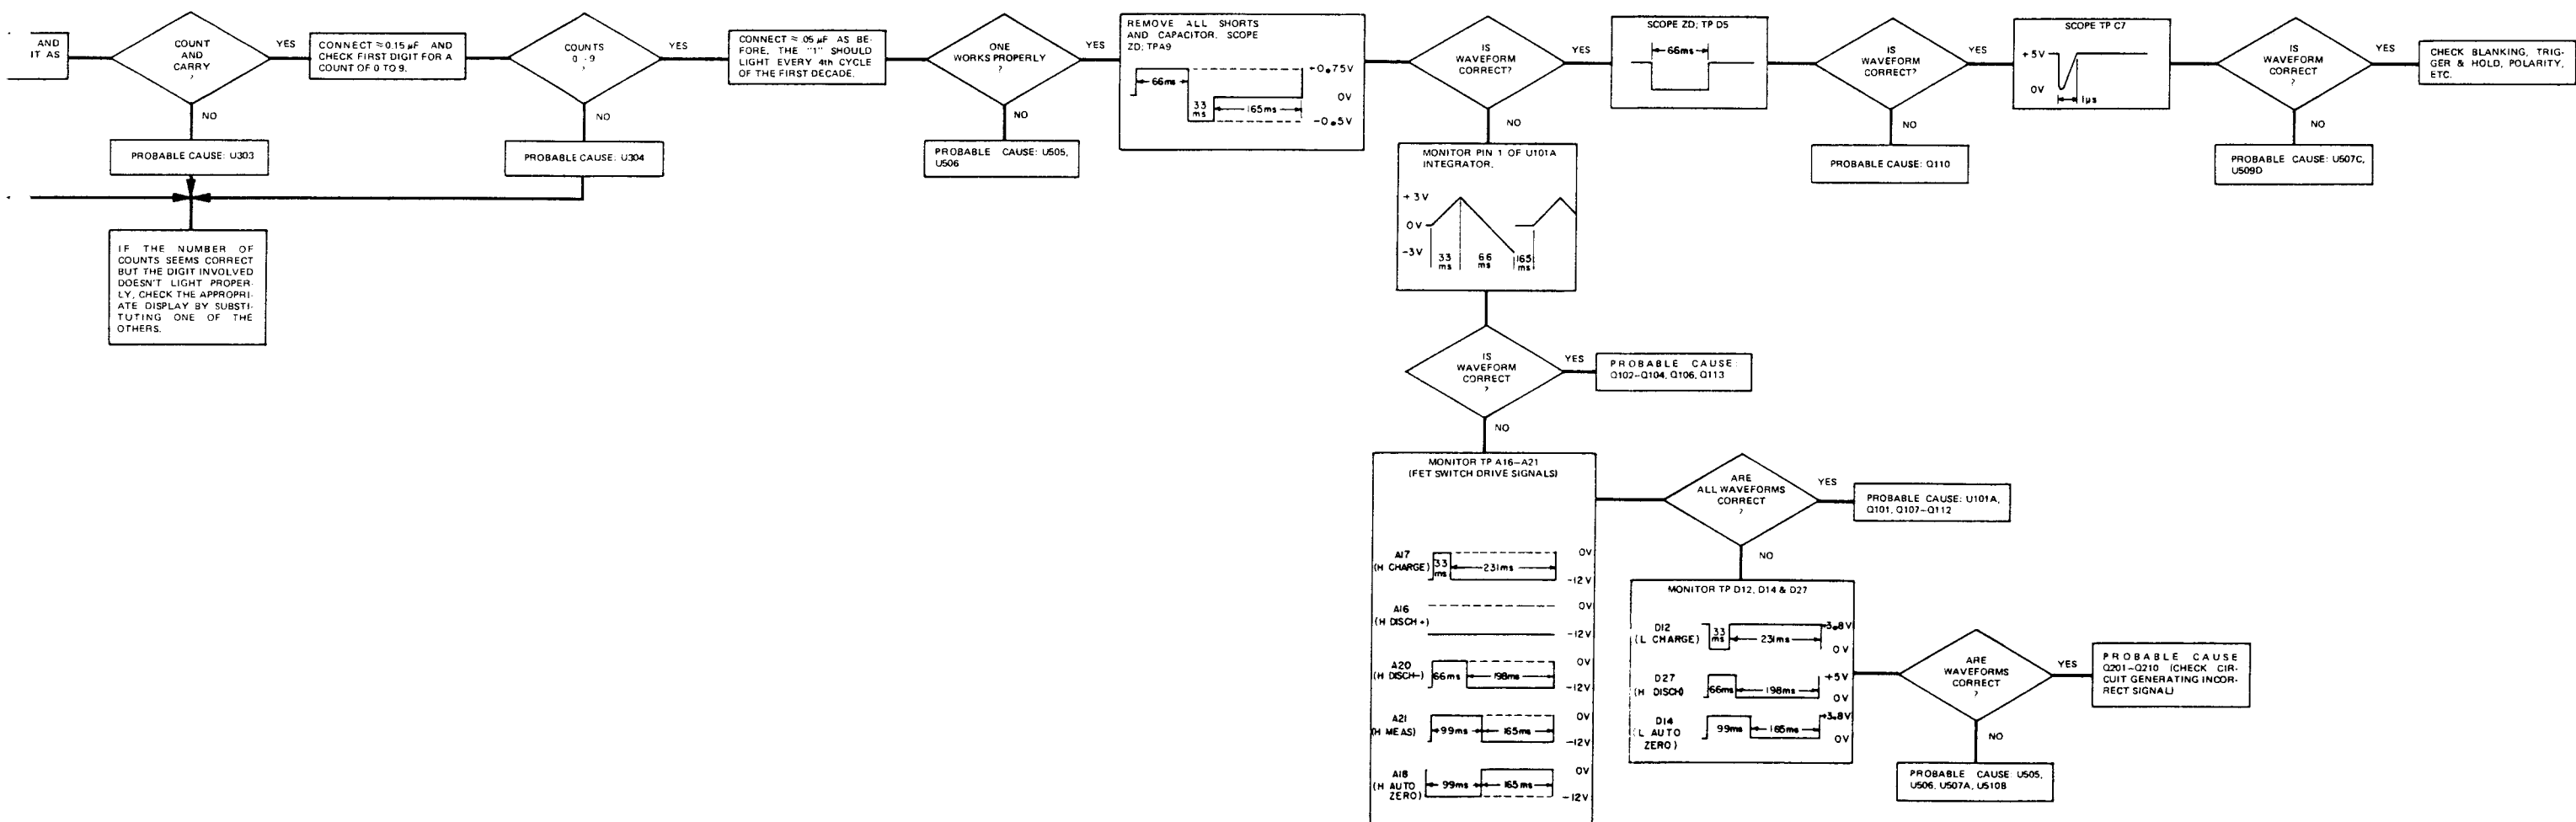 AND
IT AS
COUNT
AND
CARRY
?
YES
NO
PROBABLE CAUSE: U303
IF THE NUMBER OF
COUNTS SEEMS CORRECT
BUT THE DIGIT INVOLVED
DOESN'T LIGHT PROPER-
LY, CHECK THE APPROPRI-
ATE DISPLAY BY SUBSTI-
TUTING ONE OF THE
OTHERS.
CONNECT ≈ 0.15 µF AND
CHECK FIRST DIGIT FOR A
COUNT OF 0 TO 9.
COUNTS
0 - 9
?
YES
NO
PROBABLE CAUSE: U304
CONNECT ≈ 05 µF AS BE-
FORE, THE "1" SHOULD
LIGHT EVERY 4th CYCLE
OF THE FIRST DECADE.
ONE
WORKS PROPERLY
?
YES
NO
PROBABLE CAUSE: U505,
U506
REMOVE ALL SHORTS
AND CAPACITOR. SCOPE
ZD; TPA9
66ms
33
ms
165ms
+0.75V
0V
-0.5V
IS
WAVEFORM
CORRECT?
YES
NO
MONITOR PIN 1 OF U101A
INTEGRATOR.
+3V
0V
-3V
33
ms
66
ms
165
ms
IS
WAVEFORM
CORRECT
?
YES
PROBABLE CAUSE:
Q102-Q104, Q106, Q113
NO
MONITOR TP A16-A21
(FET SWITCH DRIVE SIGNALS)
A17
(H CHARGE)
33
ms
231ms
0V
-12V
A16
(H DISCH +)
0V
-12V
A20
(H DISCH-)
66ms
198ms
0V
-12V
A21
(H MEAS)
99ms
165ms
0V
-12V
A18
(H AUTO
ZERO)
99ms
165ms
0V
-12V
SCOPE ZD; TP D5
66ms
IS
WAVEFORM
CORRECT?
YES
NO
PROBABLE CAUSE: Q110
SCOPE TP C7
+5V
0V
1µs
IS
WAVEFORM
CORRECT
?
YES
NO
PROBABLE CAUSE: U507C,
U509D
CHECK BLANKING, TRIG-
GER & HOLD, POLARITY,
ETC.
ARE
ALL WAVEFORMS
CORRECT
?
YES
PROBABLE CAUSE: U101A,
Q101, Q107-Q112
NO
MONITOR TP D12, D14 & D27
D12
(L CHARGE)
33
ms
231ms
+3.8V
0V
D27
(H DISCH)
66ms
198ms
+5V
0V
D14
(L AUTO
ZERO)
99ms
165ms
+3.8V
0V
ARE
WAVEFORMS
CORRECT
?
YES
PROBABLE CAUSE
Q201-Q210 (CHECK CIR-
CUIT GENERATING INCOR-
RECT SIGNAL)
NO
PROBABLE CAUSE: U505,
U506, U507A, U510B